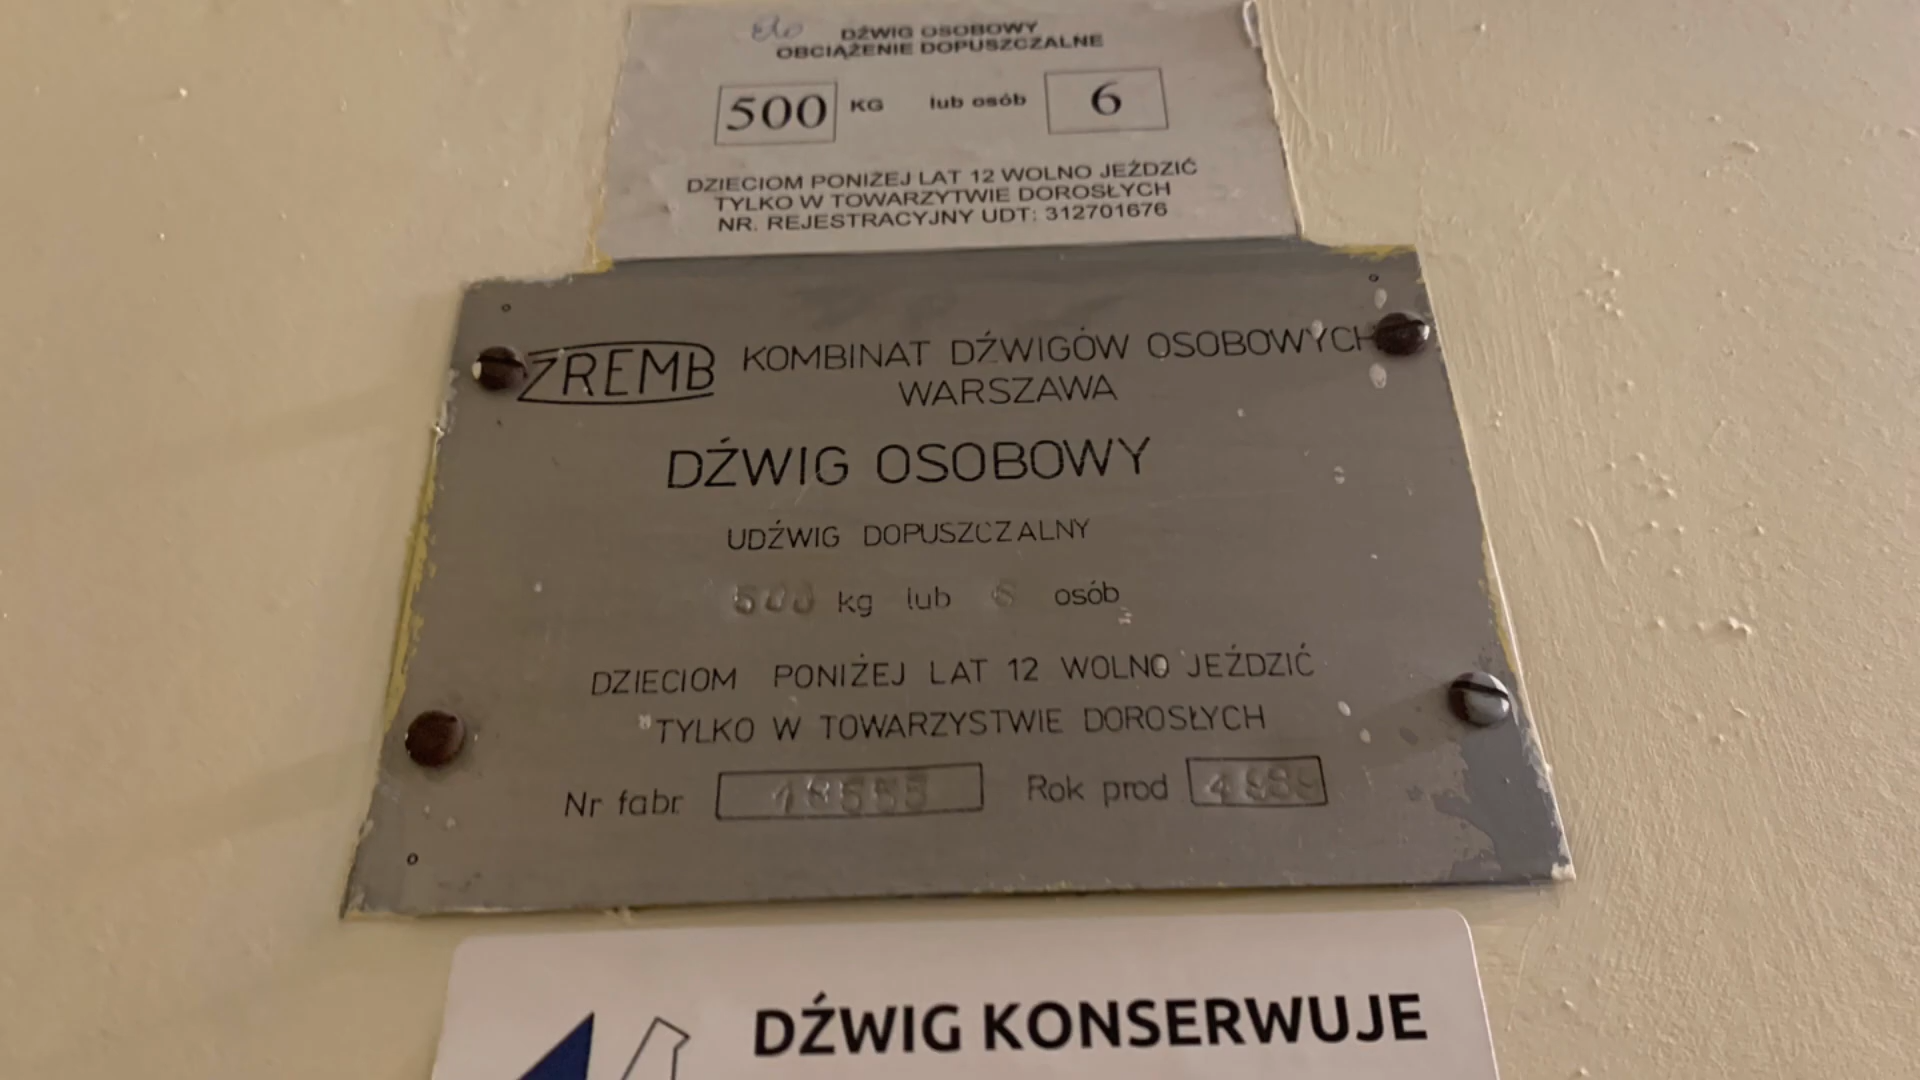 DŹWIG OSOBOWY
OBCIĄŻENIE DOPUSZCZALNE
500 KG lub osób 6
DZIECIOM PONIŻEJ LAT 12 WOLNO JEŹDZIĆ
TYLKO W TOWARZYTWIE DOROSŁYCH
NR. REJESTRACYJNY UDT: 312701676
ZREMB KOMBINAT DŹWIGÓW OSOBOWYCH
WARSZAWA
DŹWIG OSOBOWY
UDŹWIG DOPUSZCZALNY
500 kg lub 6 osób
DZIECIOM PONIŻEJ LAT 12 WOLNO JEŹDZIĆ
TYLKO W TOWARZYSTWIE DOROSŁYCH
Nr fabr. Rok prod
DŹWIG KONSERWUJE